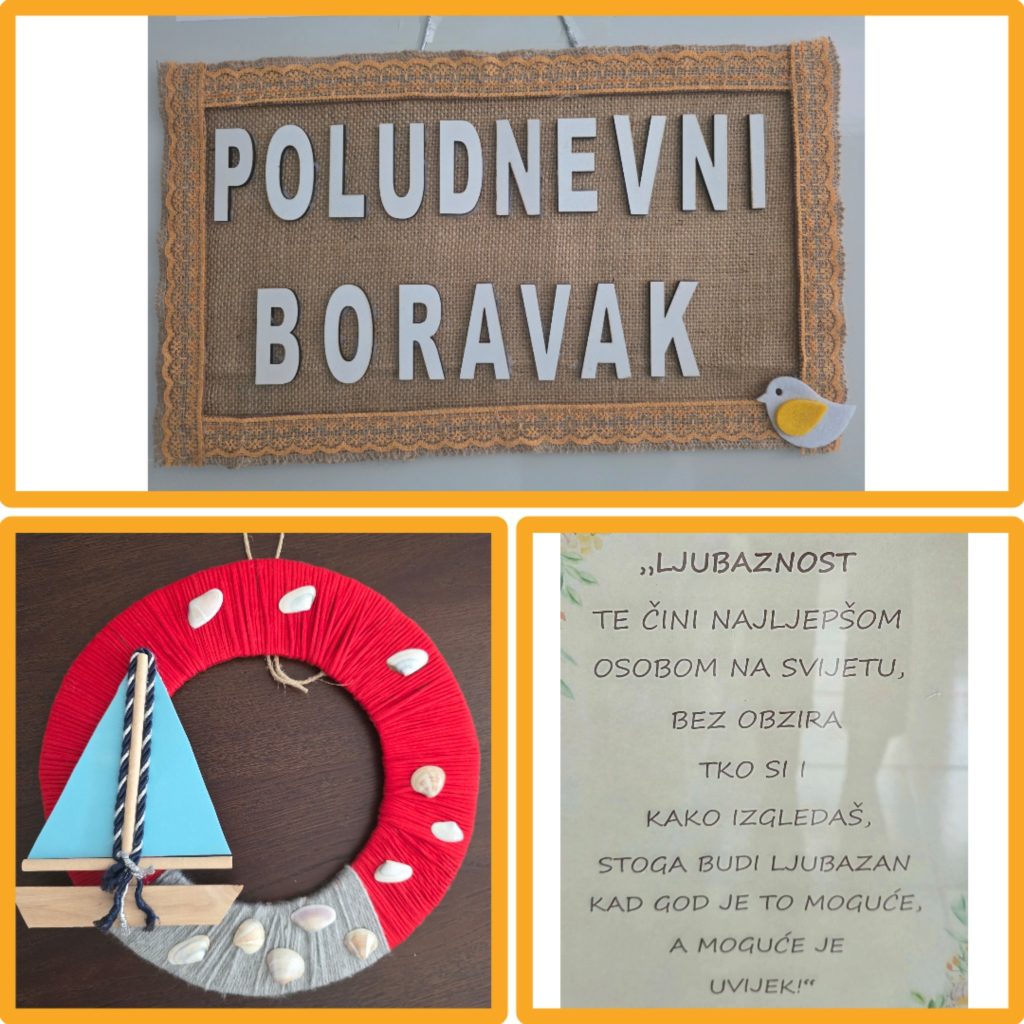 POLUDNEVNI
BORAVAK
„LJUBAZNOST
TE ČINI NAJLJEPŠOM
OSOBOM NA SVIJETU,
BEZ OBZIRA
TKO SI I
KAKO IZGLEDAŠ,
STOGA BUDI LJUBAZAN
KAD GOD JE TO MOGUĆE,
A MOGUĆE JE
UVIJEK!“